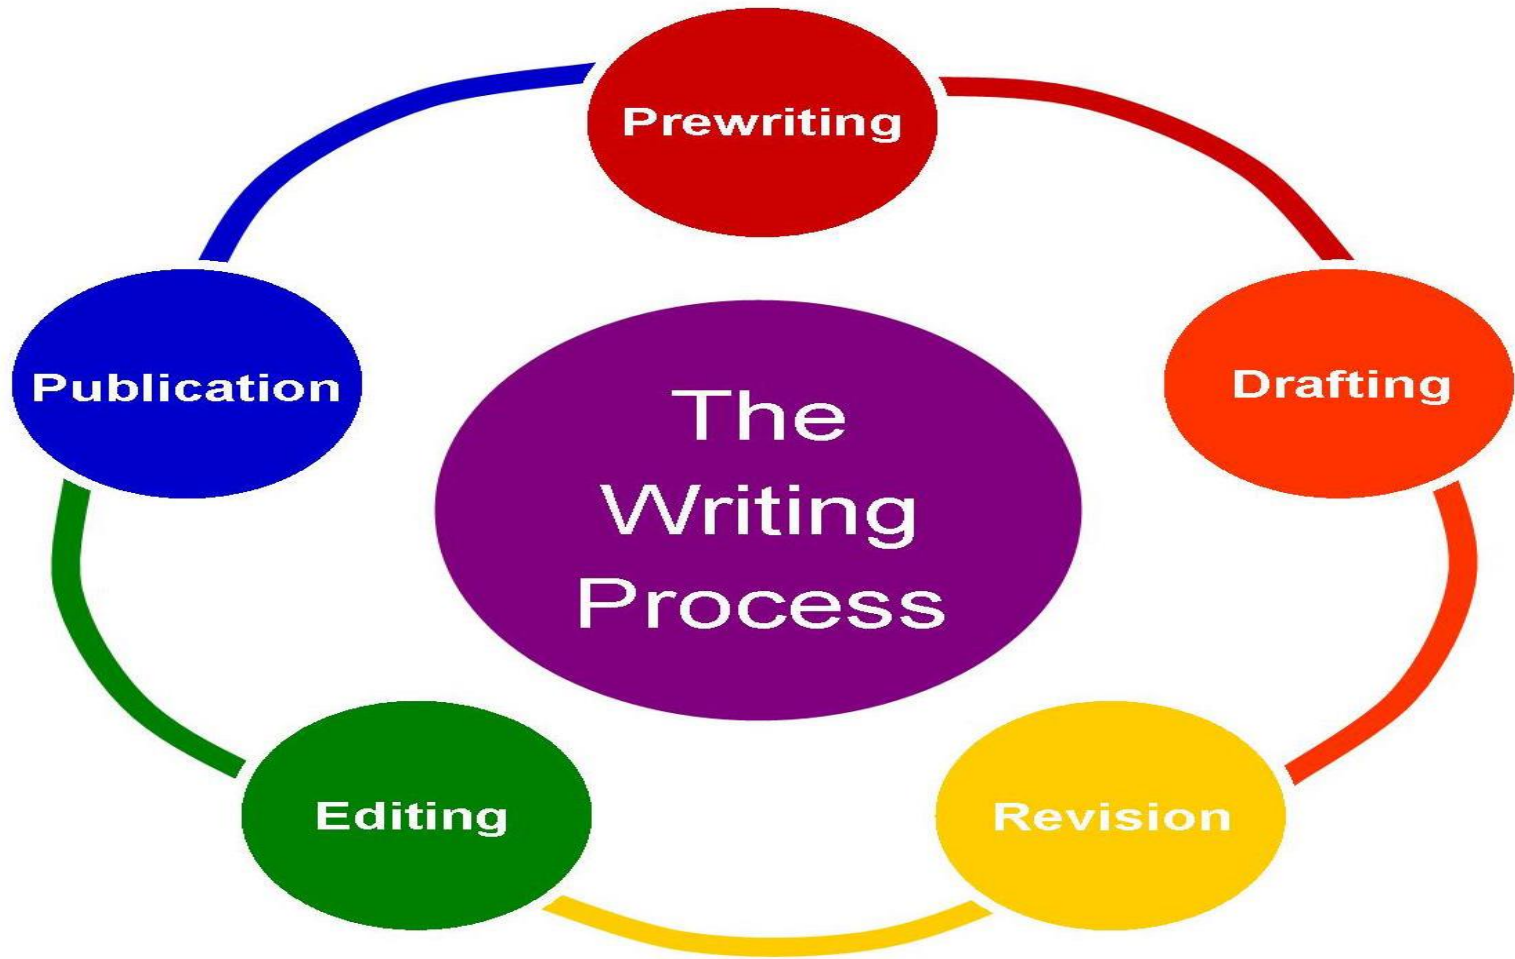 Prewriting
Drafting
Revision
Editing
Publication
The
Writing
Process